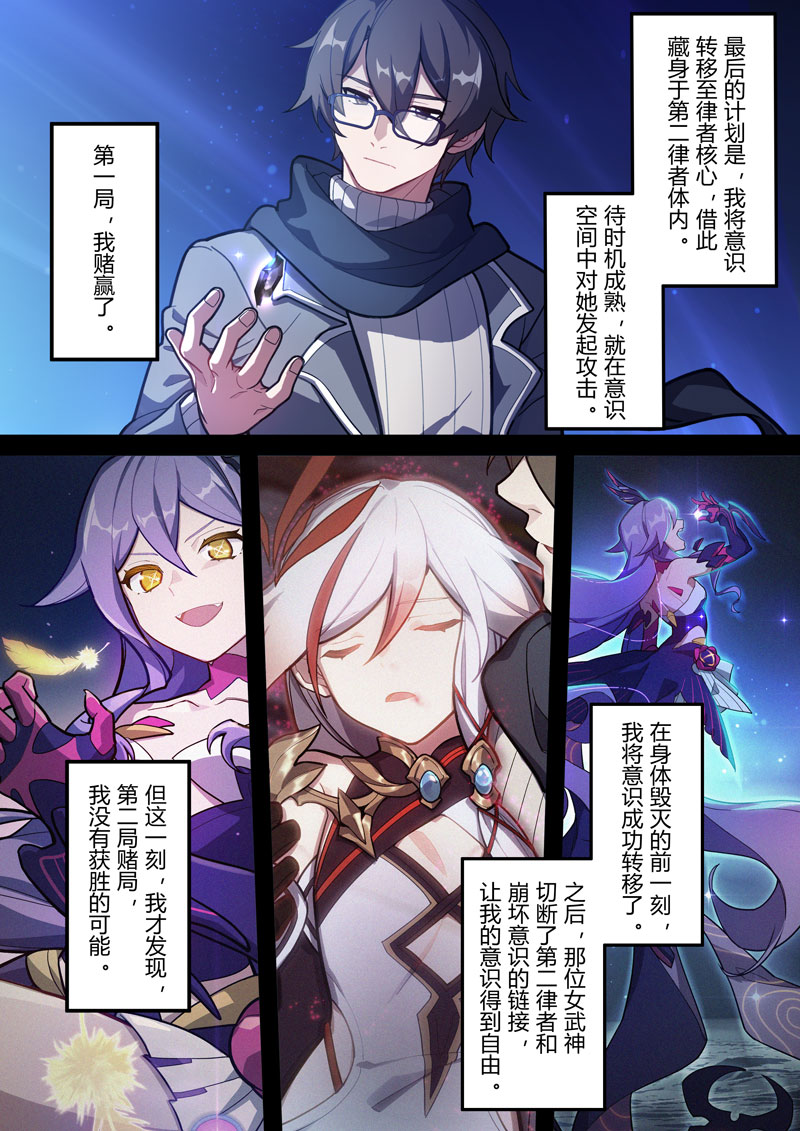 最后的计划是，我将意识
转移至律者核心，借此
藏身于第二律者体内。
待时机成熟，就在意识
空间中对她发起攻击。
第一局，我赌赢了。
在身体毁灭的前一刻，
我将意识成功转移了。
之后，那位女武神
切断了第二律者和
崩坏意识的链接，
让我的意识得到自由。
但这一刻，我才发现，
第二局赌局，
我没有获胜的可能。